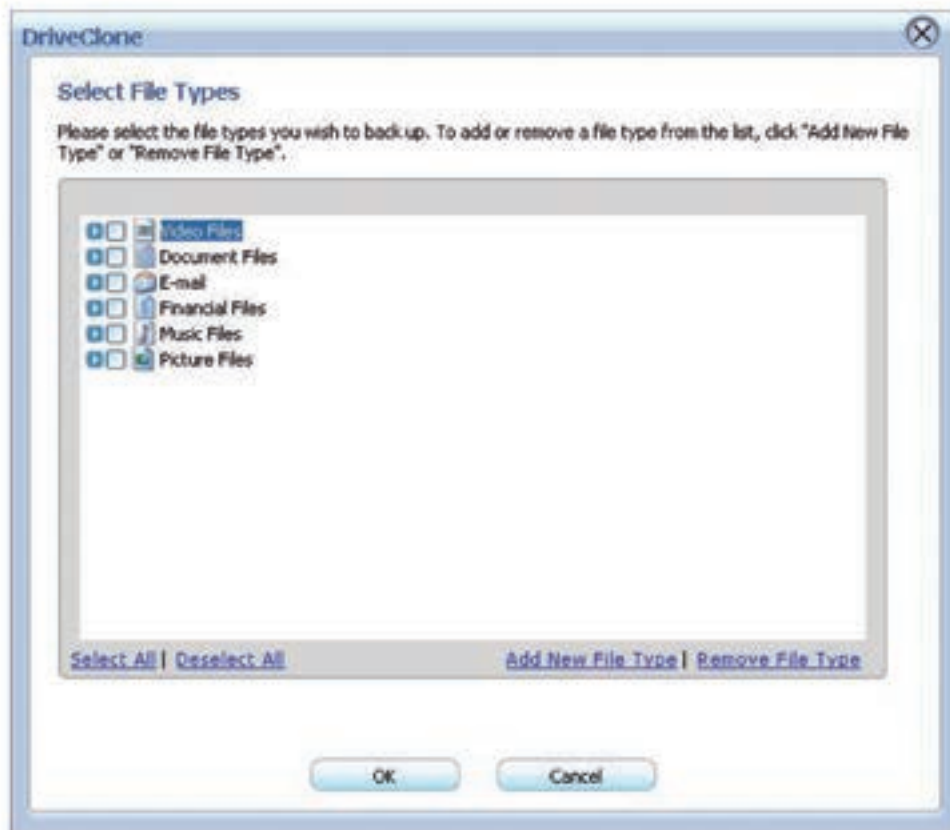 DriveClone
Select File Types
Please select the file types you wish to back up. To add or remove a file type from the list, click "Add New File
Type" or "Remove File Type".
Video Files
Document Files
E-mail
Financial Files
Music Files
Picture Files
Select All | Deselect All
Add New File Type | Remove File Type
OK
Cancel